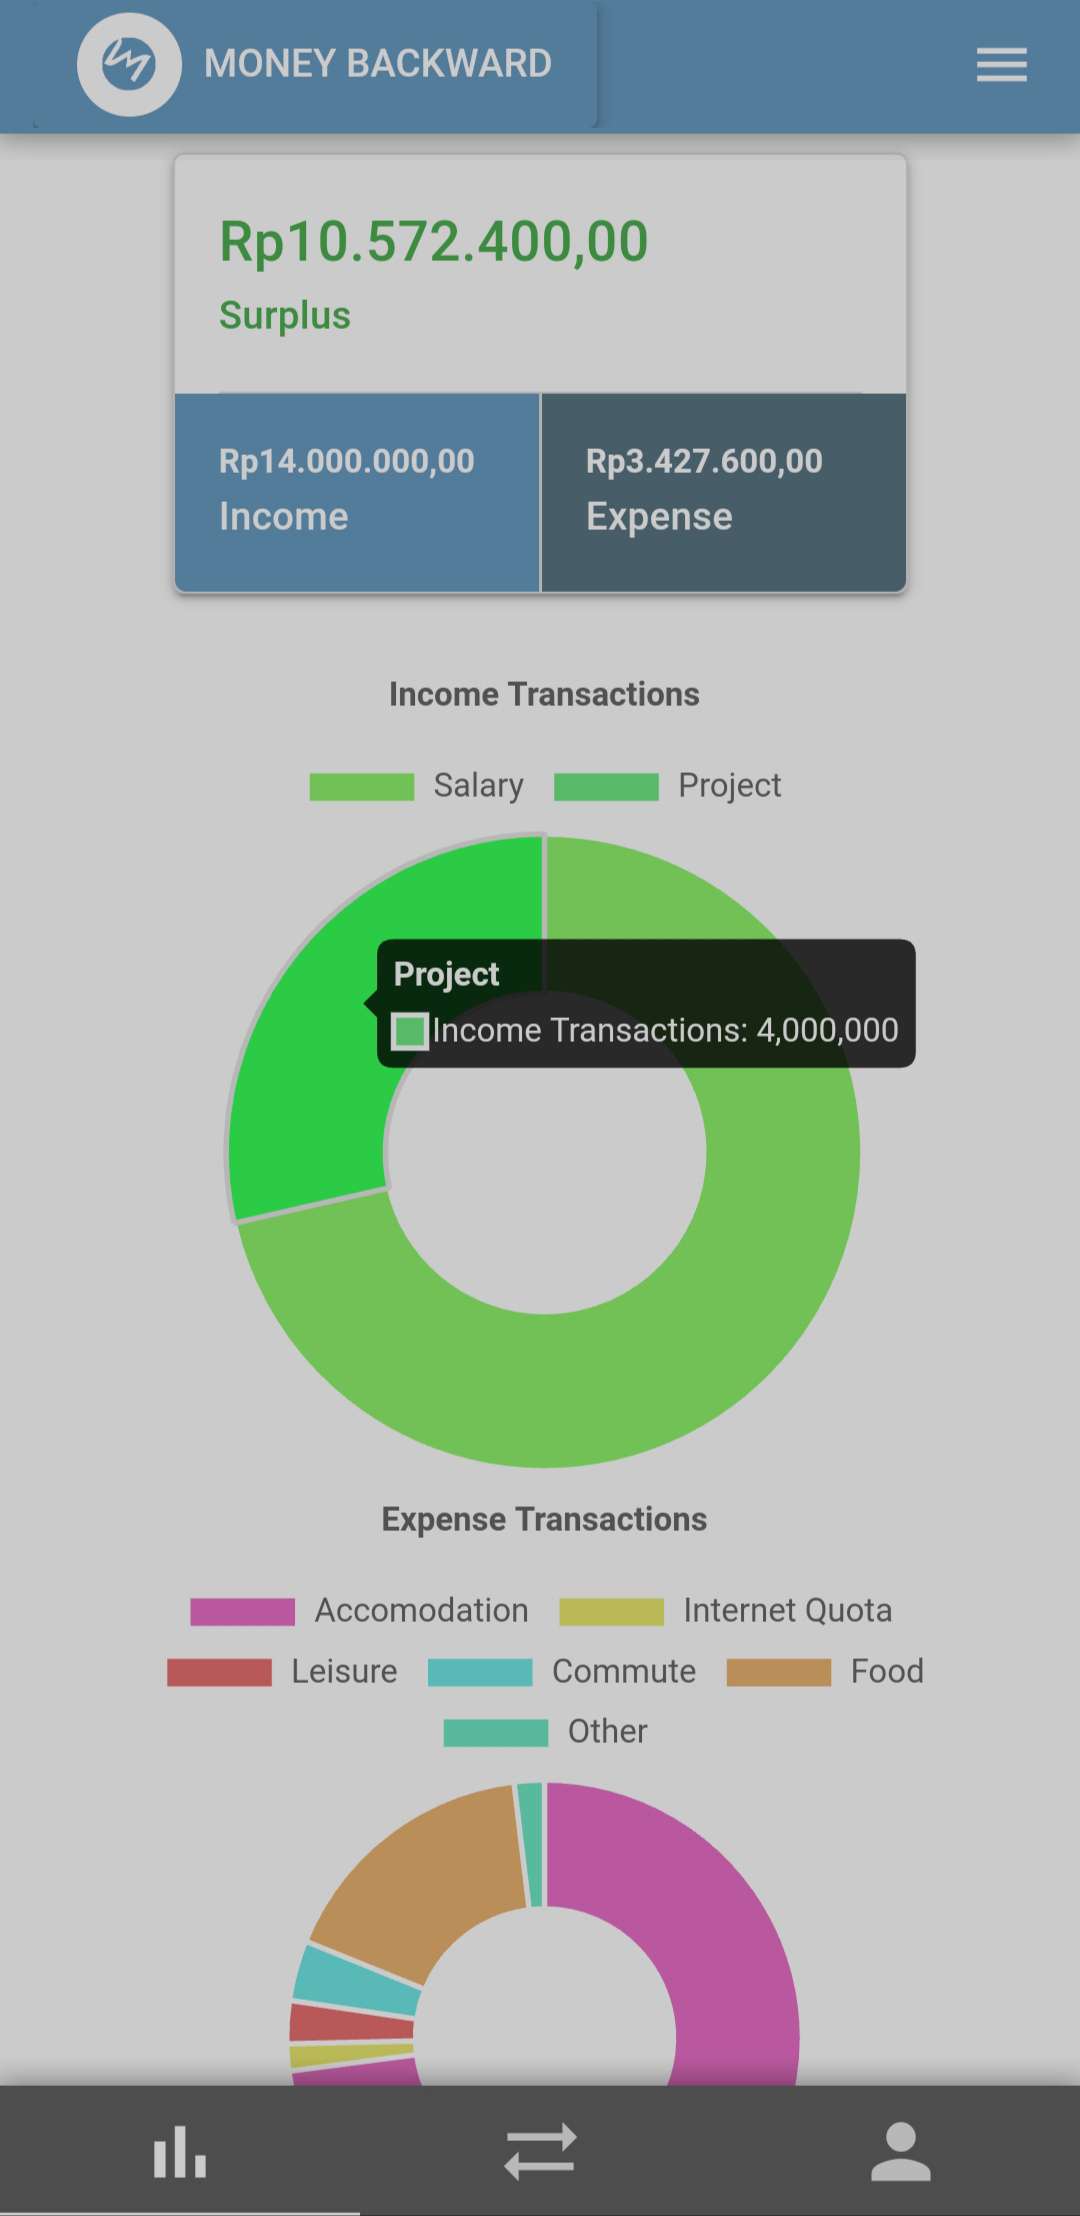 MONEY BACKWARD
Rp10.572.400,00
Surplus
Rp14.000.000,00 Rp3.427.600,00
Income Expense
Income Transactions
Salary Project
Project
Income Transactions: 4,000,000
Expense Transactions
Accomodation Internet Quota
Leisure Commute Food
Other